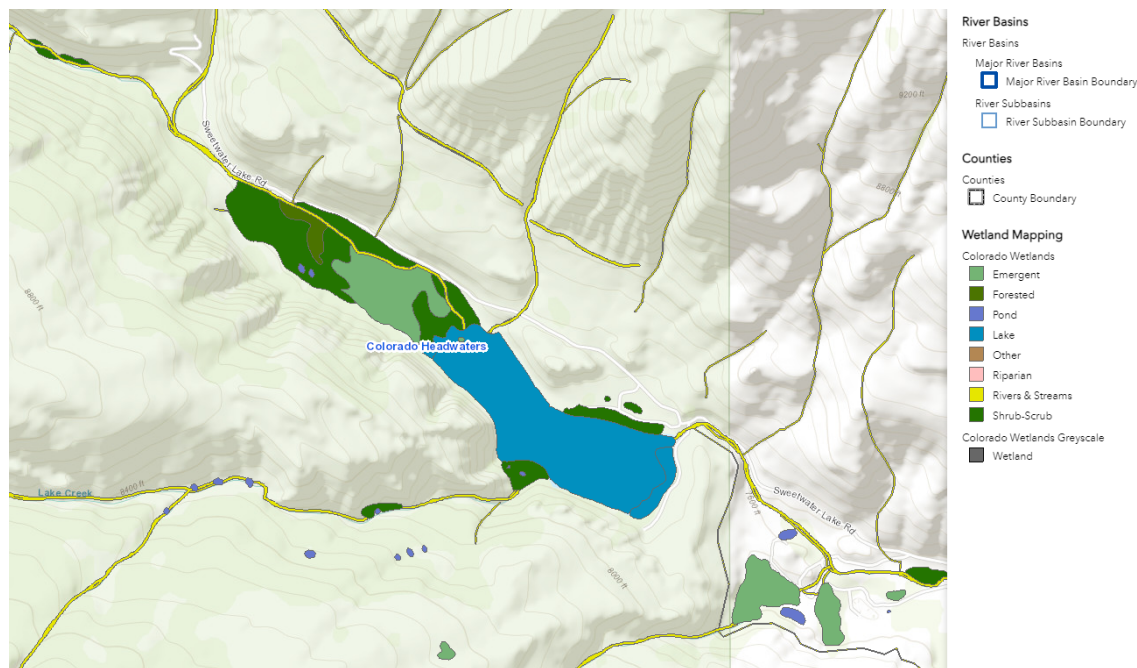 River Basins
River Basins
Major River Basins
Major River Basin Boundary
River Subbasins
River Subbasin Boundary
Counties
Counties
County Boundary
Wetland Mapping
Colorado Wetlands
Emergent
Forested
Pond
Lake
Other
Riparian
Rivers & Streams
Shrub-Scrub
Colorado Wetlands Greyscale
Wetland
9200 ft
Sweetwater Lake Rd
8800 ft
8800 ft
Colorado Headwaters
Lake Creek
8400 ft
7600 ft
Sweetwater Lake Rd
8000 ft